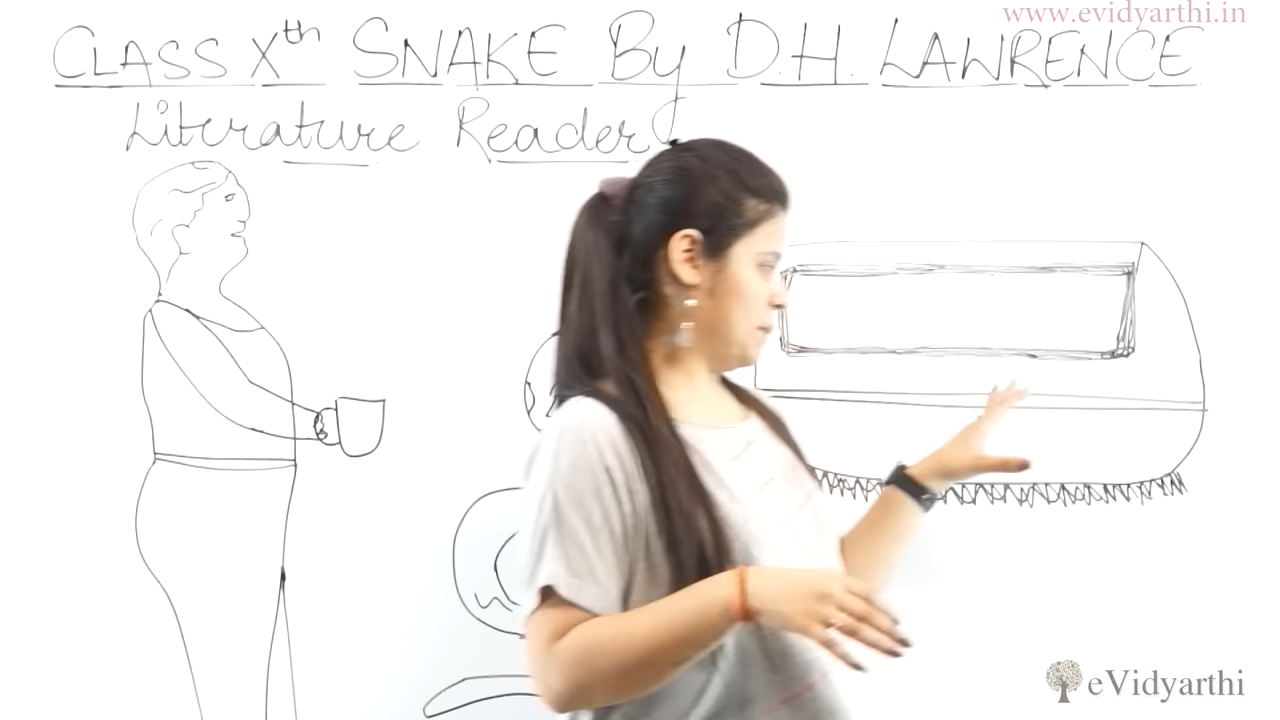 www.evidyarthi.in
CLASS Xth SNAKE By D.H. LAWRENCE
Literature Reader
eVidyarthi